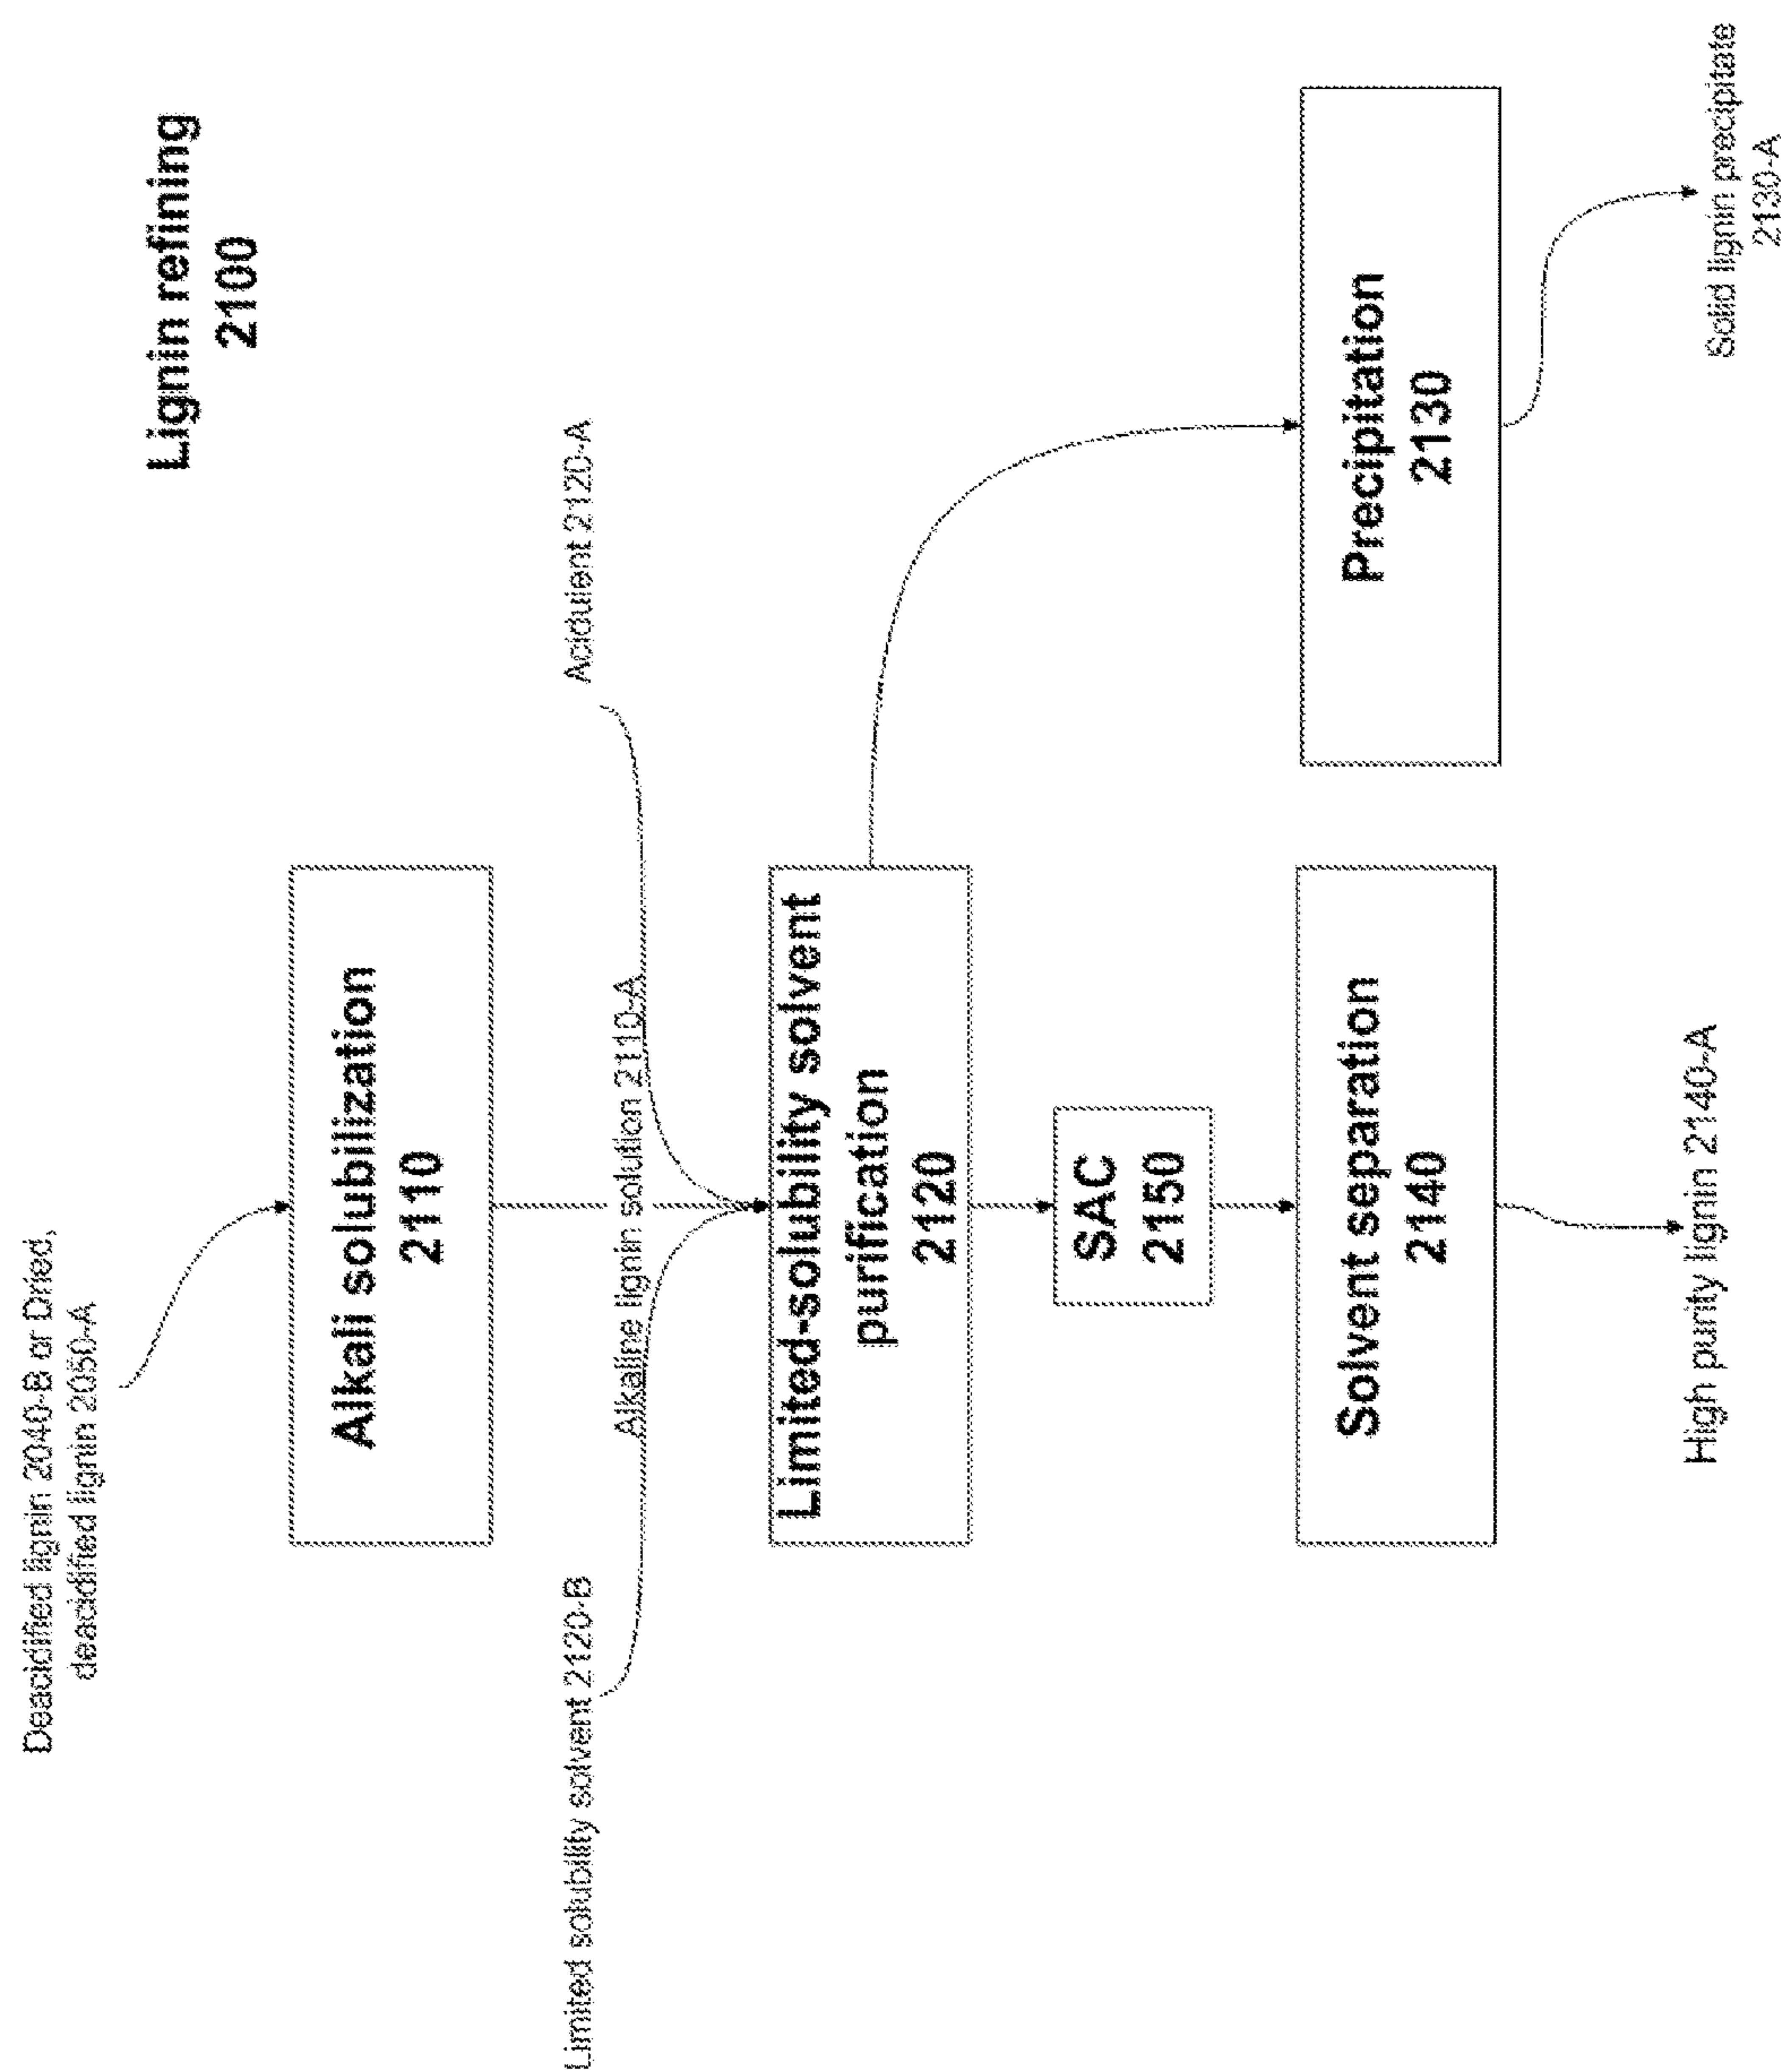 Lignin refining
2100
Deacidified lignin 2040-B or Dried,
deacidified lignin 2050-A
Alkali solubilization
2110
Limited solubility solvent 2120-B
Acidulent 2120-A
Alkaline lignin solution 2110-A
Limited-solubility solvent
purification
2120
SAC
2150
Solvent separation
2140
Precipitation
2130
High purity lignin 2140-A
Solid lignin precipitate
2130-A